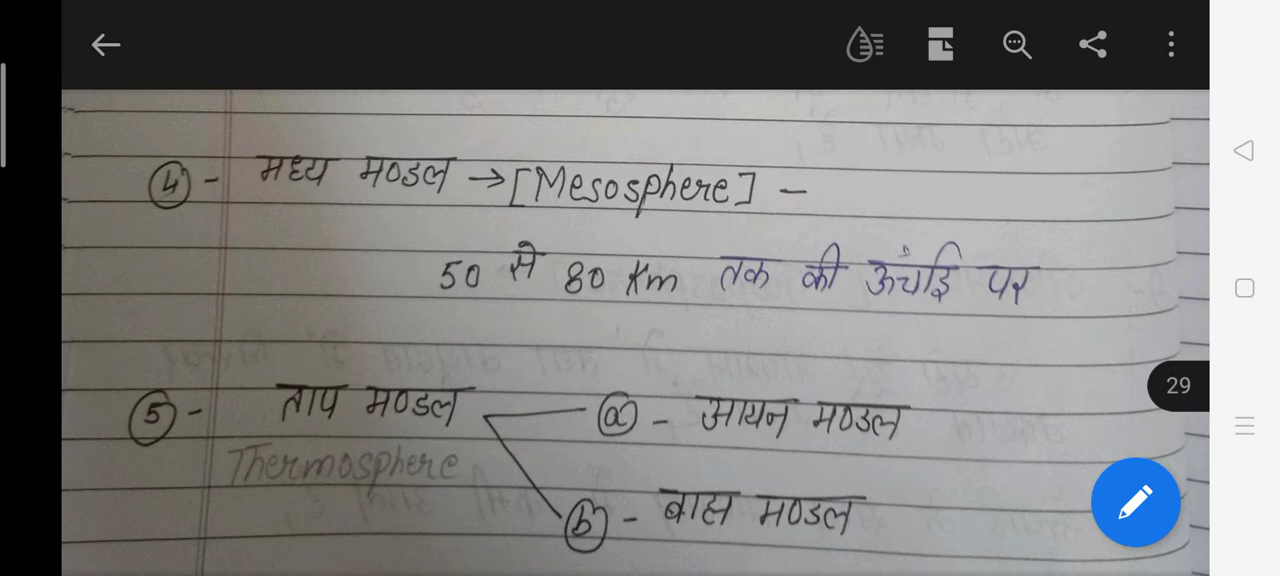 ④ - मध्य मण्डल → [Mesosphere] -
50 से 80 Km तक की ऊंचाई पर
29
⑤ - ताप मण्डल
ⓐ - आयन मण्डल
Thermosphere
ⓑ - बाह्य मण्डल